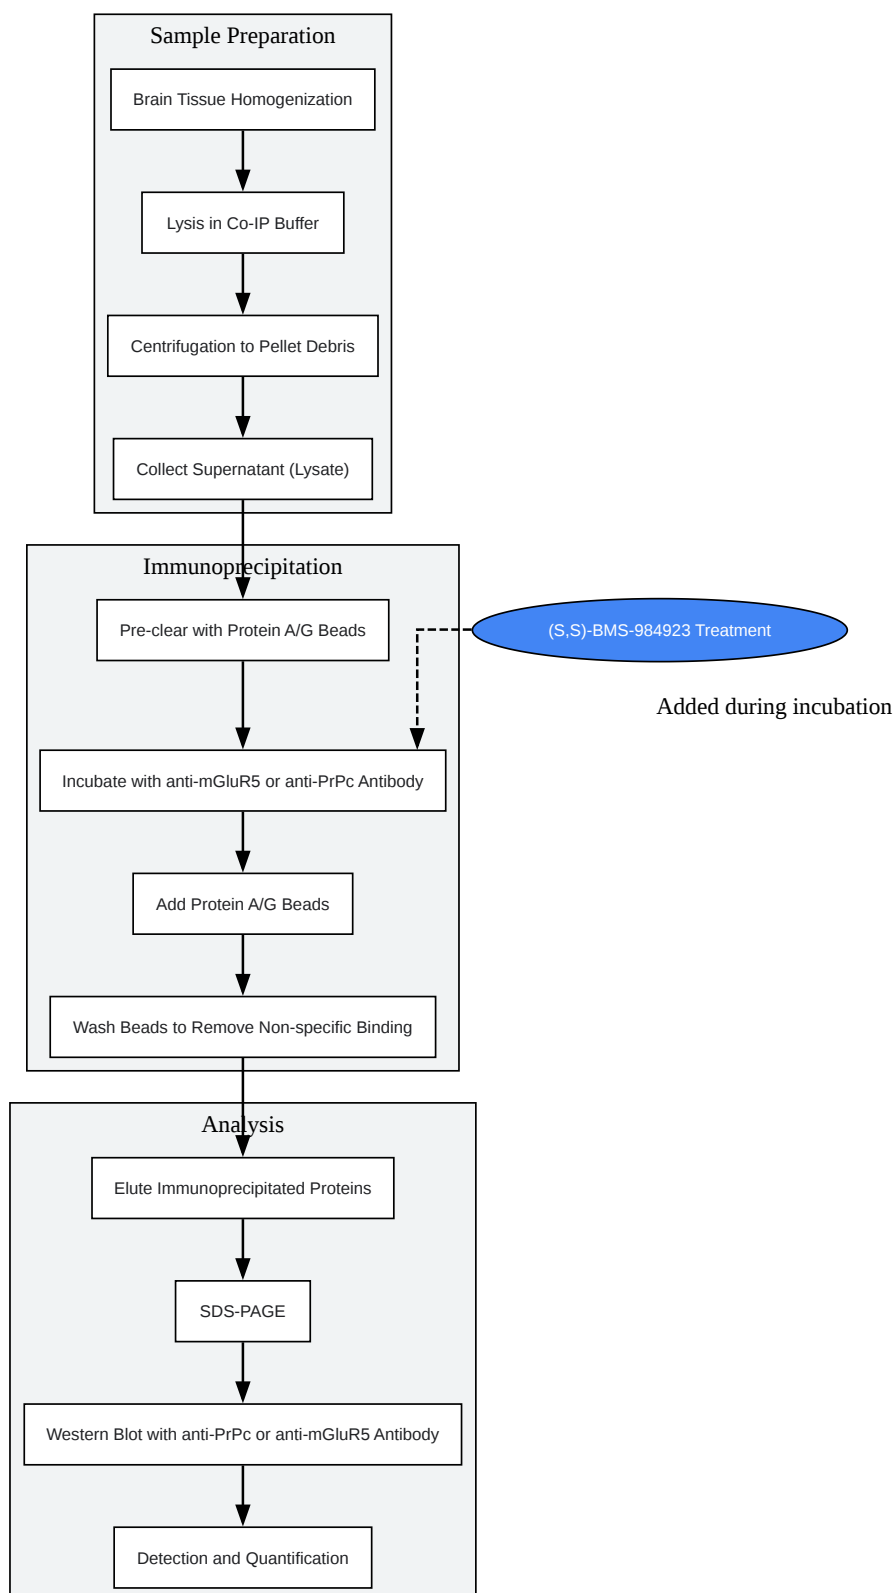 Sample Preparation
Brain Tissue Homogenization
Lysis in Co-IP Buffer
Centrifugation to Pellet Debris
Collect Supernatant (Lysate)
Immunoprecipitation
Pre-clear with Protein A/G Beads
(S,S)-BMS-984923 Treatment
Added during incubation
Incubate with anti-mGluR5 or anti-PrPc Antibody
Add Protein A/G Beads
Wash Beads to Remove Non-specific Binding
Analysis
Elute Immunoprecipitated Proteins
SDS-PAGE
Western Blot with anti-PrPc or anti-mGluR5 Antibody
Detection and Quantification